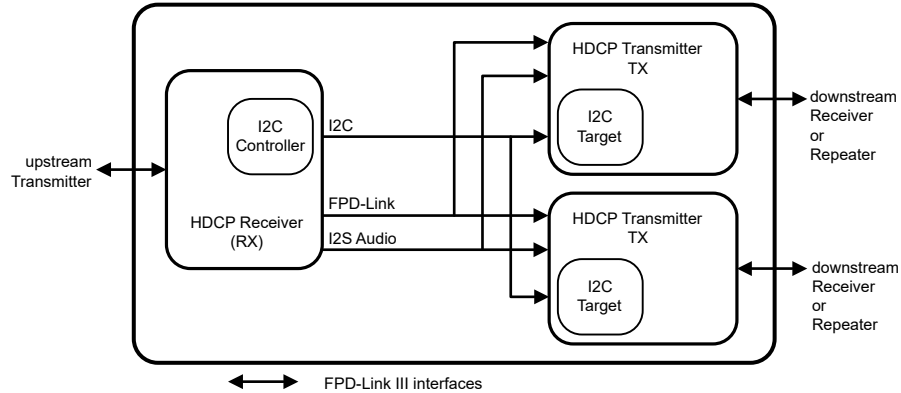 upstream
Transmitter
I2C
Controller
HDCP Receiver
(RX)
I2C
FPD-Link
I2S Audio
HDCP Transmitter
TX
I2C
Target
downstream
Receiver
or
Repeater
HDCP Transmitter
TX
I2C
Target
downstream
Receiver
or
Repeater
FPD-Link III interfaces